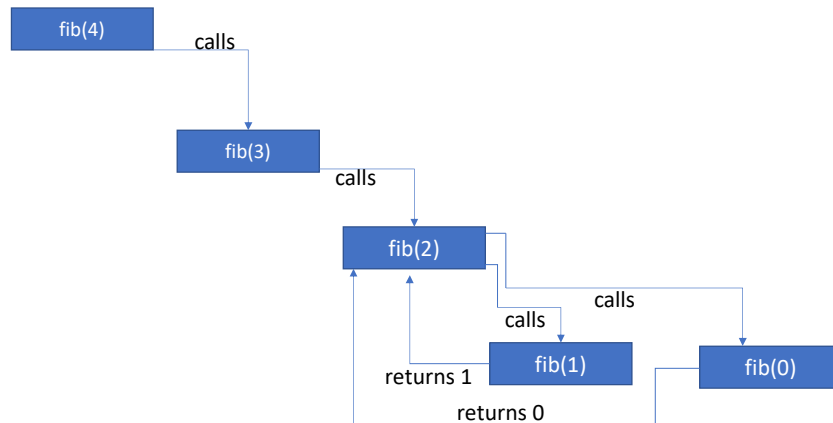 fib(4)
calls
fib(3)
calls
fib(2)
calls
calls
fib(1)
fib(0)
returns 1
returns 0